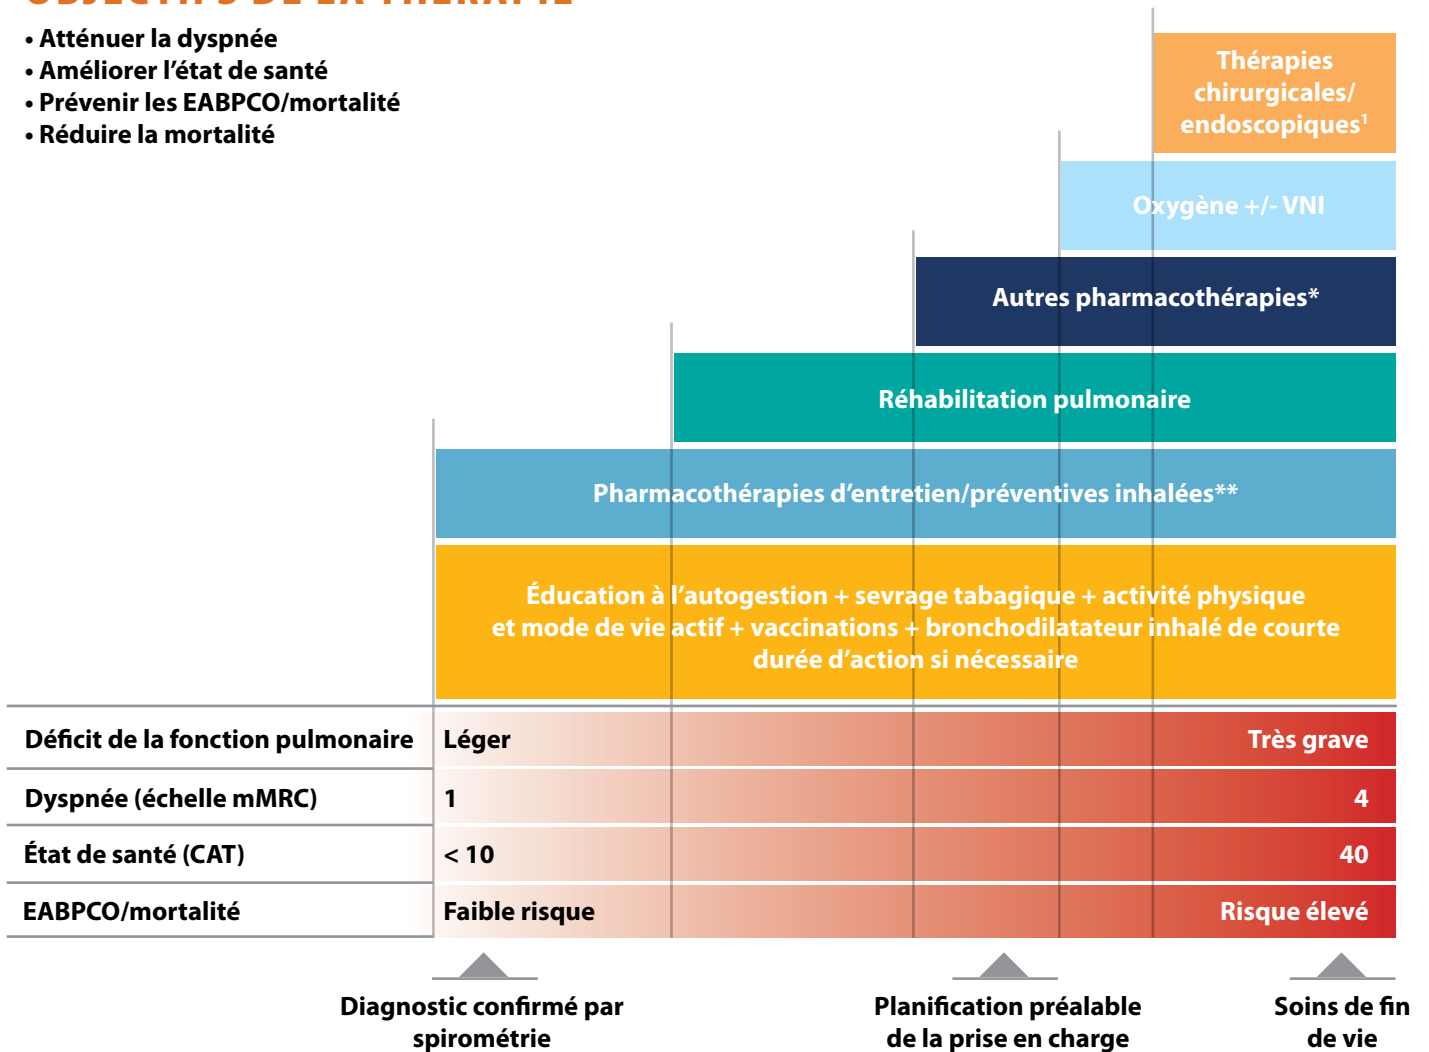 OBJECTIFS DE LA THÉRAPIE
• Atténuer la dyspnée
• Améliorer l'état de santé
• Prévenir les EABPCO/mortalité
• Réduire la mortalité
Thérapies
chirurgicales/
endoscopiques¹
Oxygène +/- VNI
Autres pharmacothérapies*
Réhabilitation pulmonaire
Pharmacothérapies d'entretien/préventives inhalées**
Éducation à l'autogestion + sevrage tabagique + activité physique
et mode de vie actif + vaccinations + bronchodilatateur inhalé de courte
durée d'action si nécessaire
Déficit de la fonction pulmonaire Léger Très grave
Dyspnée (échelle mMRC) 1 4
État de santé (CAT) < 10 40
EABPCO/mortalité Faible risque Risque élevé
Diagnostic confirmé par
spirométrie
Planification préalable
de la prise en charge
Soins de fin
de vie